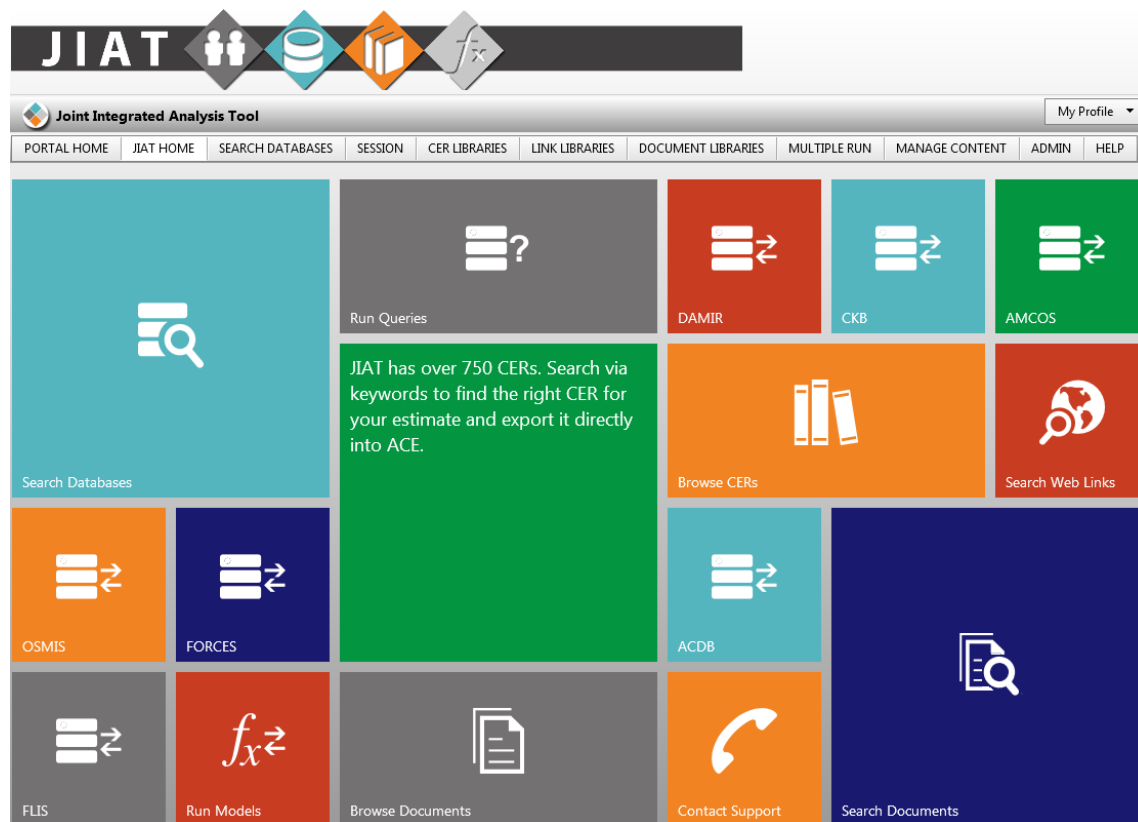 JIAT
fx
Joint Integrated Analysis Tool
My Profile
PORTAL HOME JIAT HOME SEARCH DATABASES SESSION CER LIBRARIES LINK LIBRARIES DOCUMENT LIBRARIES MULTIPLE RUN MANAGE CONTENT ADMIN HELP
?
Run Queries
DAMIR
CKB
AMCOS
Search Databases
JIAT has over 750 CERs. Search via
keywords to find the right CER for
your estimate and export it directly
into ACE.
Browse CERs
Search Web Links
OSMIS
FORCES
ACDB
FLIS
fx
Run Models
Browse Documents
Contact Support
Search Documents